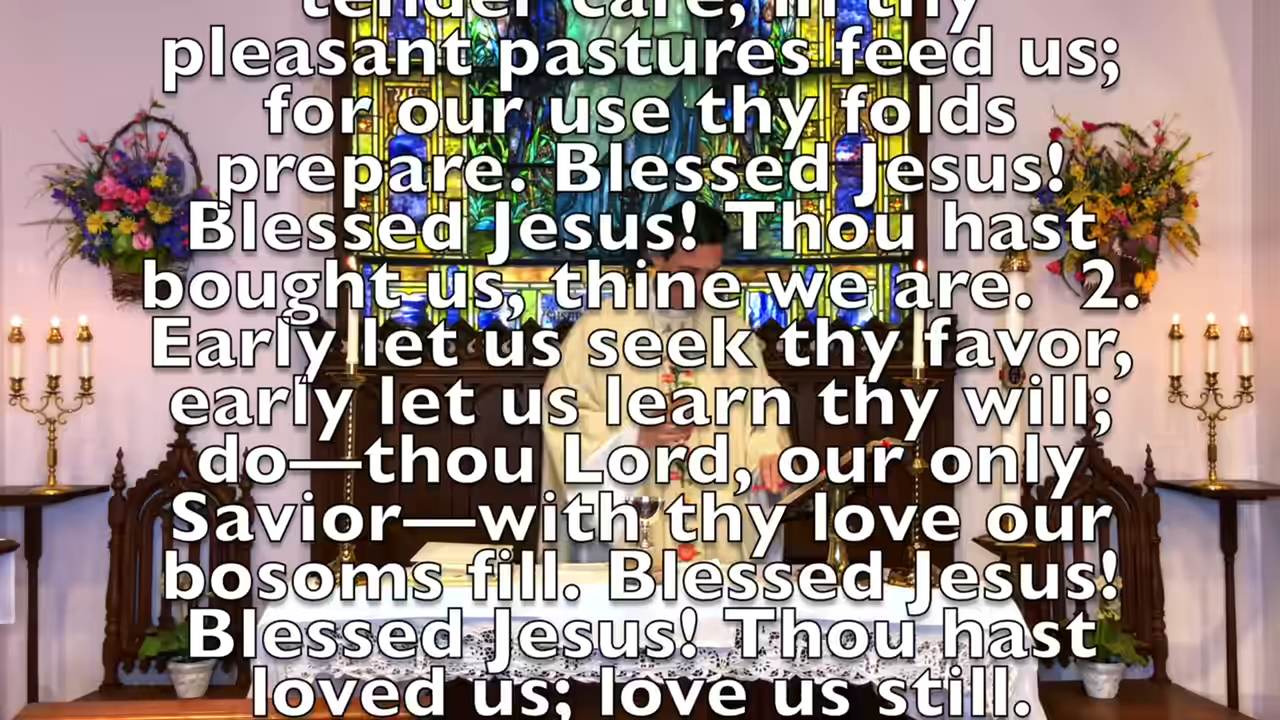 tender care, in thy
pleasant pastures feed us;
for our use thy folds
prepare. Blessed Jesus!
Blessed Jesus! Thou hast
bought us, thine we are. 2.
Early let us seek thy favor,
early let us learn thy will;
do—thou Lord, our only
Savior—with thy love our
bosoms fill. Blessed Jesus!
Blessed Jesus! Thou hast
loved us; love us still.